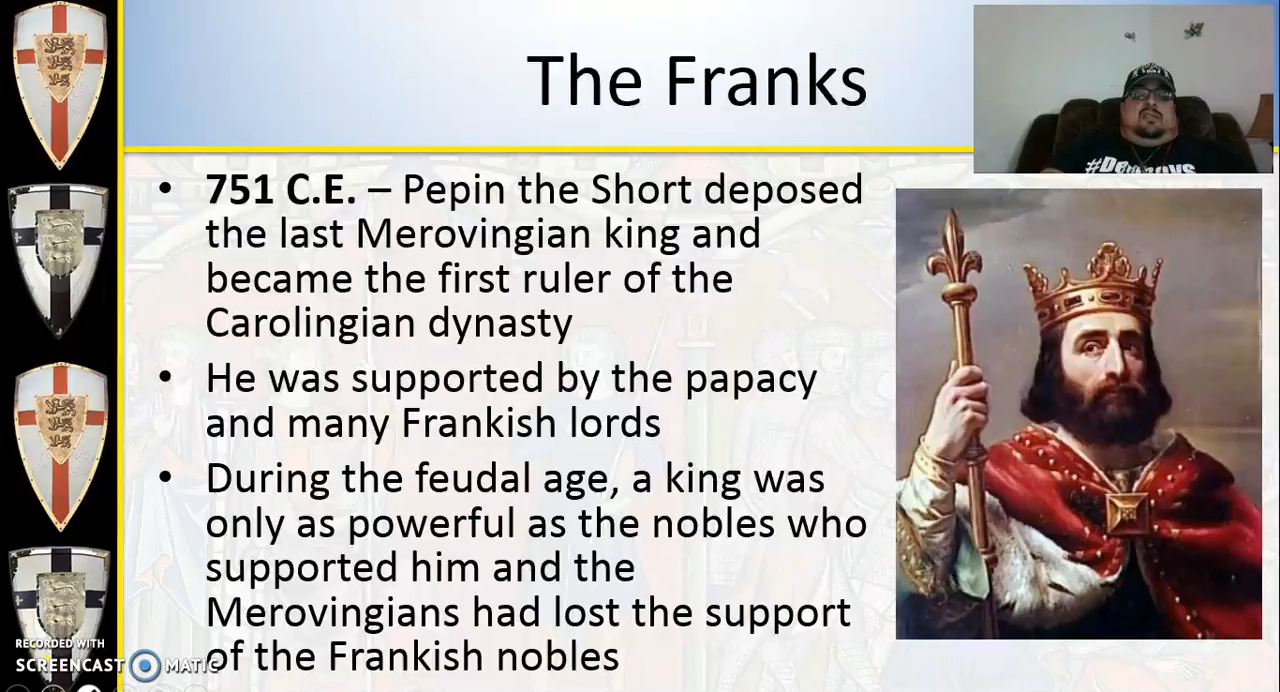 The Franks
• 751 C.E. – Pepin the Short deposed
the last Merovingian king and
became the first ruler of the
Carolingian dynasty
• He was supported by the papacy
and many Frankish lords
• During the feudal age, a king was
only as powerful as the nobles who
supported him and the
Merovingians had lost the support
of the Frankish nobles
RECORDED WITH
SCREENCAST MATIC